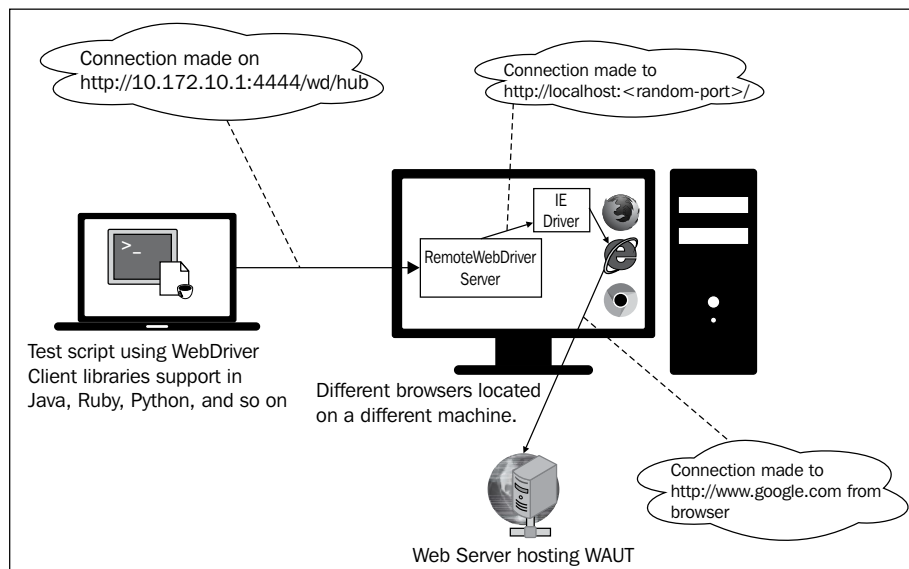 Connection made on
http://10.172.10.1:4444/wd/hub
Connection made to
http://localhost:<random-port>/
IE
Driver
RemoteWebDriver
Server
>_
Test script using WebDriver
Client libraries support in
Java, Ruby, Python, and so on
Different browsers located
on a different machine.
Connection made to
http://www.google.com from
browser
Web Server hosting WAUT